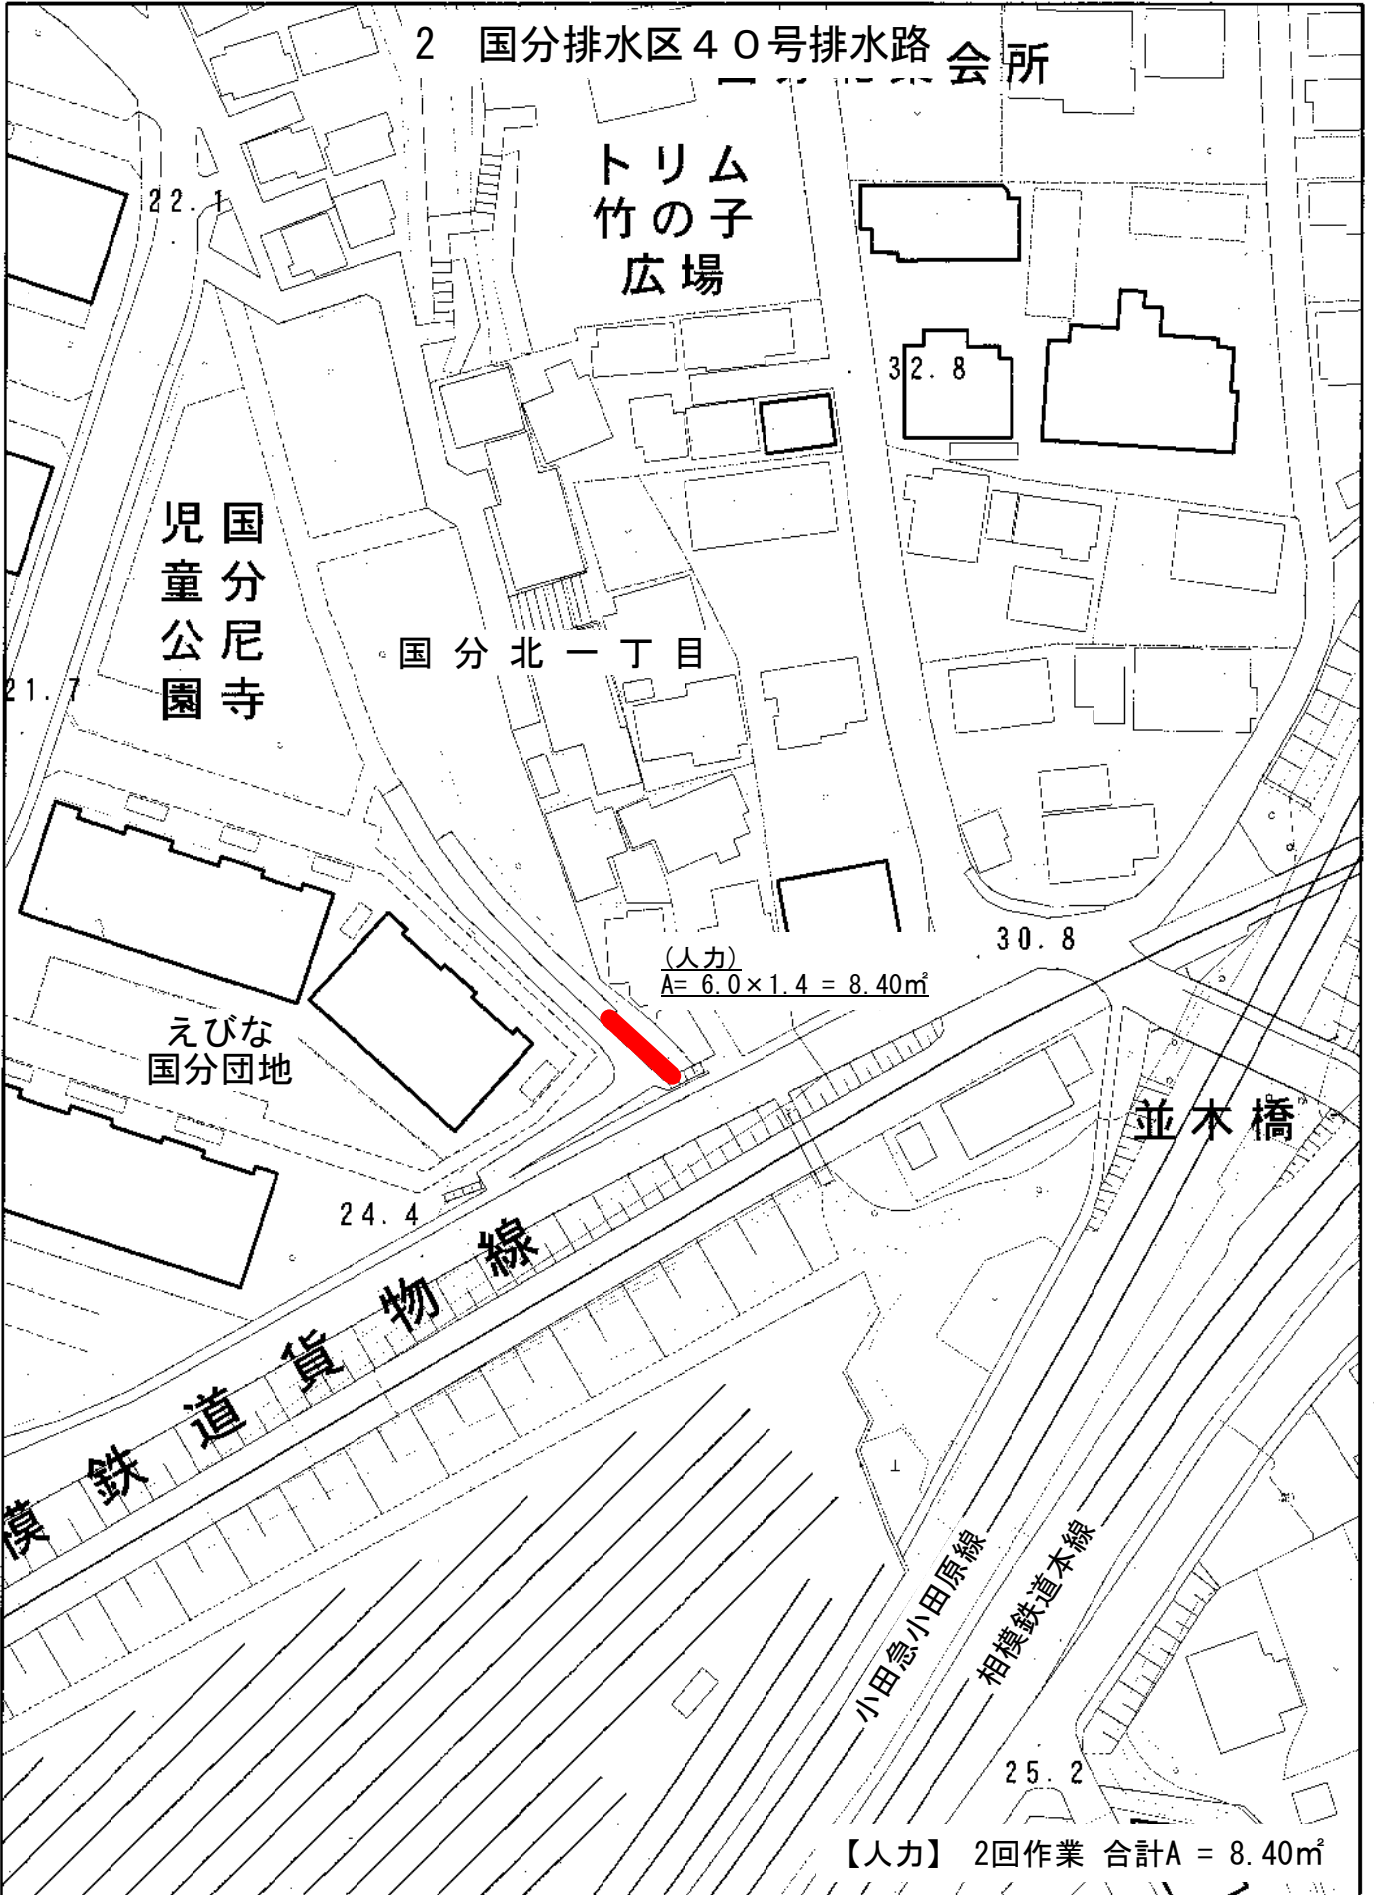 2 国分排水区40号排水路
会所
トリム
竹の子
広場
22.1
32.8
国分尼寺
児童公園
国分北一丁目
21.7
30.8
(人力)
A= 6.0×1.4 = 8.40㎡
えびな
国分団地
並木橋
24.4
模鉄道貨物線
小田急小田原線
相模鉄道本線
25.2
【人力】 2回作業 合計A = 8.40㎡